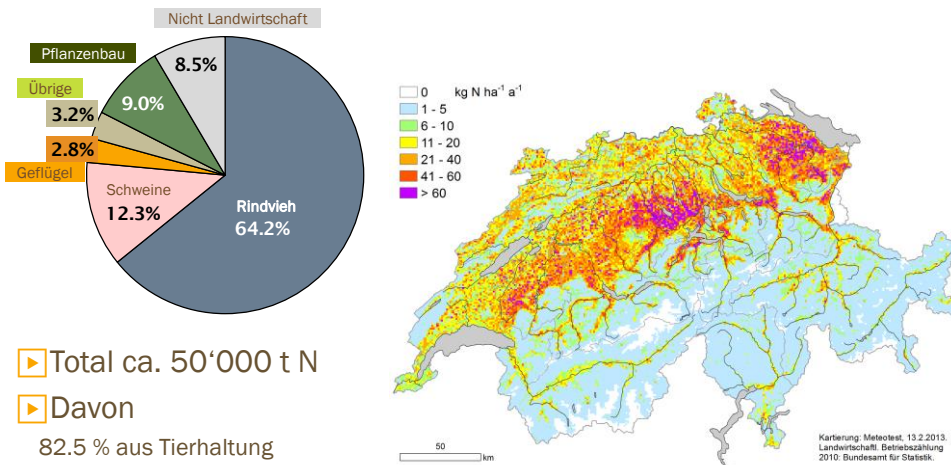 Nicht Landwirtschaft
8.5%
Pflanzenbau
9.0%
Übrige
3.2%
2.8%
Geflügel
Schweine
12.3%
Rindvieh
64.2%
Total ca. 50‘000 t N
Davon
82.5 % aus Tierhaltung
0 kg N ha⁻¹ a⁻¹
1 - 5
6 - 10
11 - 20
21 - 40
41 - 60
> 60
50
km
Kartierung: Meteotest, 13.2.2013.
Landwirtschaftl. Betriebszählung
2010: Bundesamt für Statistik.